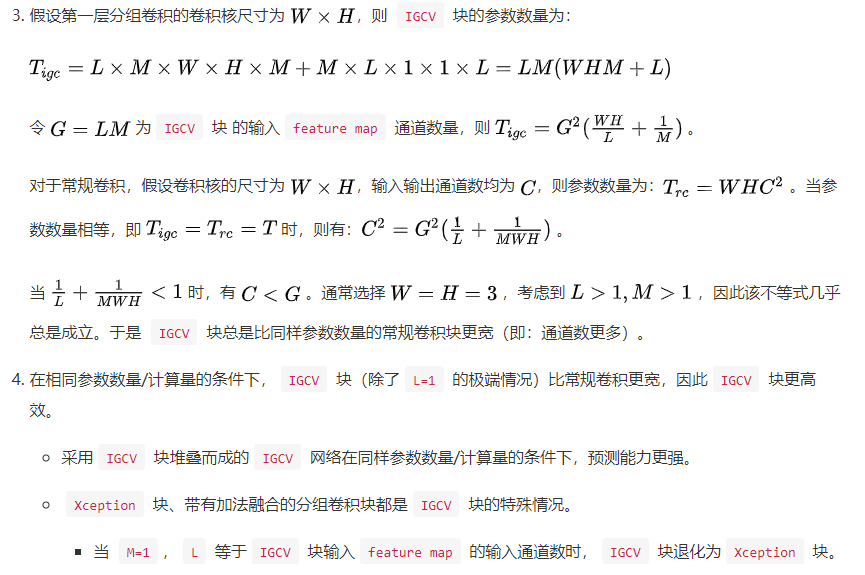 3. 假设第一层分组卷积的卷积核尺寸为 W × H，则 IGCV 块的参数数量为：
T_{igc} = L × M × W × H × M + M × L × 1 × 1 × L = LM(WHM + L)
令 G = LM 为 IGCV 块 的输入 feature map 通道数量，则 T_{igc} = G^2(\frac{WH}{L} + \frac{1}{M}) 。
对于常规卷积，假设卷积核的尺寸为 W × H，输入输出通道数均为 C，则参数数量为：T_{rc} = WHC^2 。当参
数数量相等，即 T_{igc} = T_{rc} = T 时，则有：C^2 = G^2(\frac{1}{L} + \frac{1}{MWH}) 。
当 \frac{1}{L} + \frac{1}{MWH} < 1 时，有 C < G 。通常选择 W = H = 3 ，考虑到 L > 1, M > 1 ，因此该不等式几乎
总是成立。于是 IGCV 块总是比同样参数数量的常规卷积块更宽（即：通道数更多）。
4. 在相同参数数量/计算量的条件下， IGCV 块（除了 L=1 的极端情况）比常规卷积更宽，因此 IGCV 块更高
效。
○ 采用 IGCV 块堆叠而成的 IGCV 网络在同样参数数量/计算量的条件下，预测能力更强。
○ Xception 块、带有加法融合的分组卷积块都是 IGCV 块的特殊情况。
■ 当 M=1 ， L 等于 IGCV 块输入 feature map 的输入通道数时， IGCV 块退化为 Xception 块。